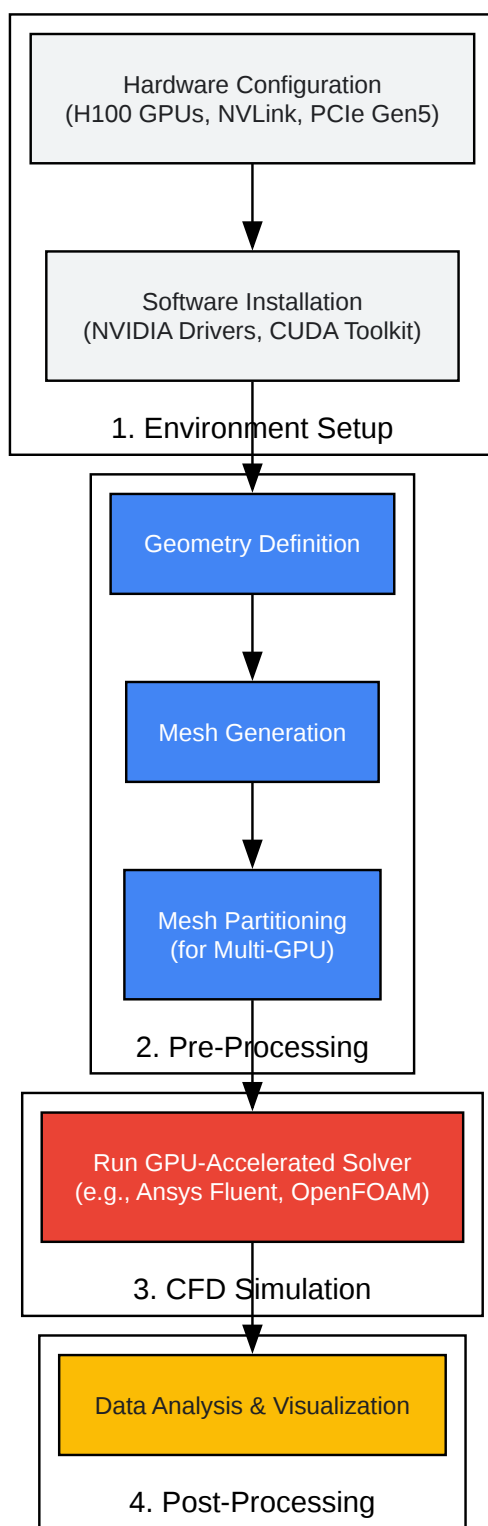 Hardware Configuration
(H100 GPUs, NVLink, PCIe Gen5)
Software Installation
(NVIDIA Drivers, CUDA Toolkit)
1. Environment Setup
Geometry Definition
Mesh Generation
Mesh Partitioning
(for Multi-GPU)
2. Pre-Processing
Run GPU-Accelerated Solver
(e.g., Ansys Fluent, OpenFOAM)
3. CFD Simulation
Data Analysis & Visualization
4. Post-Processing